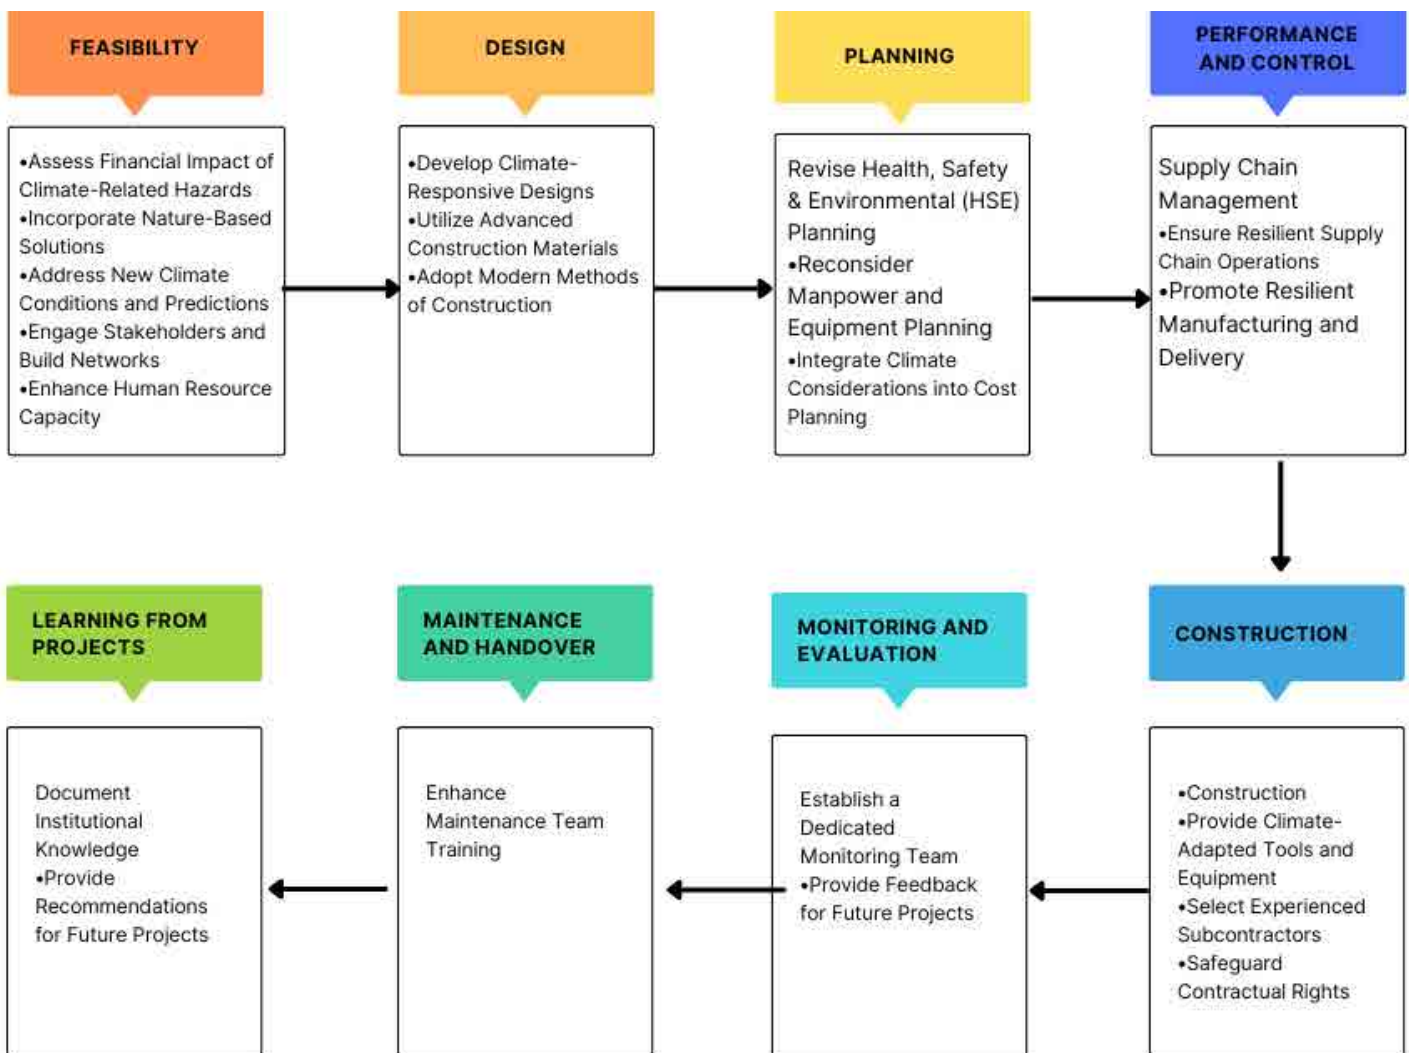 FEASIBILITY
•Assess Financial Impact of
Climate-Related Hazards
•Incorporate Nature-Based
Solutions
•Address New Climate
Conditions and Predictions
•Engage Stakeholders and
Build Networks
•Enhance Human Resource
Capacity
DESIGN
•Develop Climate-
Responsive Designs
•Utilize Advanced
Construction Materials
•Adopt Modern Methods
of Construction
PLANNING
Revise Health, Safety
& Environmental (HSE)
Planning
•Reconsider
Manpower and
Equipment Planning
•Integrate Climate
Considerations into Cost
Planning
PERFORMANCE
AND CONTROL
Supply Chain
Management
•Ensure Resilient Supply
Chain Operations
•Promote Resilient
Manufacturing and
Delivery
CONSTRUCTION
•Construction
•Provide Climate-
Adapted Tools and
Equipment
•Select Experienced
Subcontractors
•Safeguard
Contractual Rights
MONITORING AND
EVALUATION
Establish a
Dedicated
Monitoring Team
•Provide Feedback
for Future Projects
MAINTENANCE
AND HANDOVER
Enhance
Maintenance Team
Training
LEARNING FROM
PROJECTS
Document
Institutional
Knowledge
•Provide
Recommendations
for Future Projects